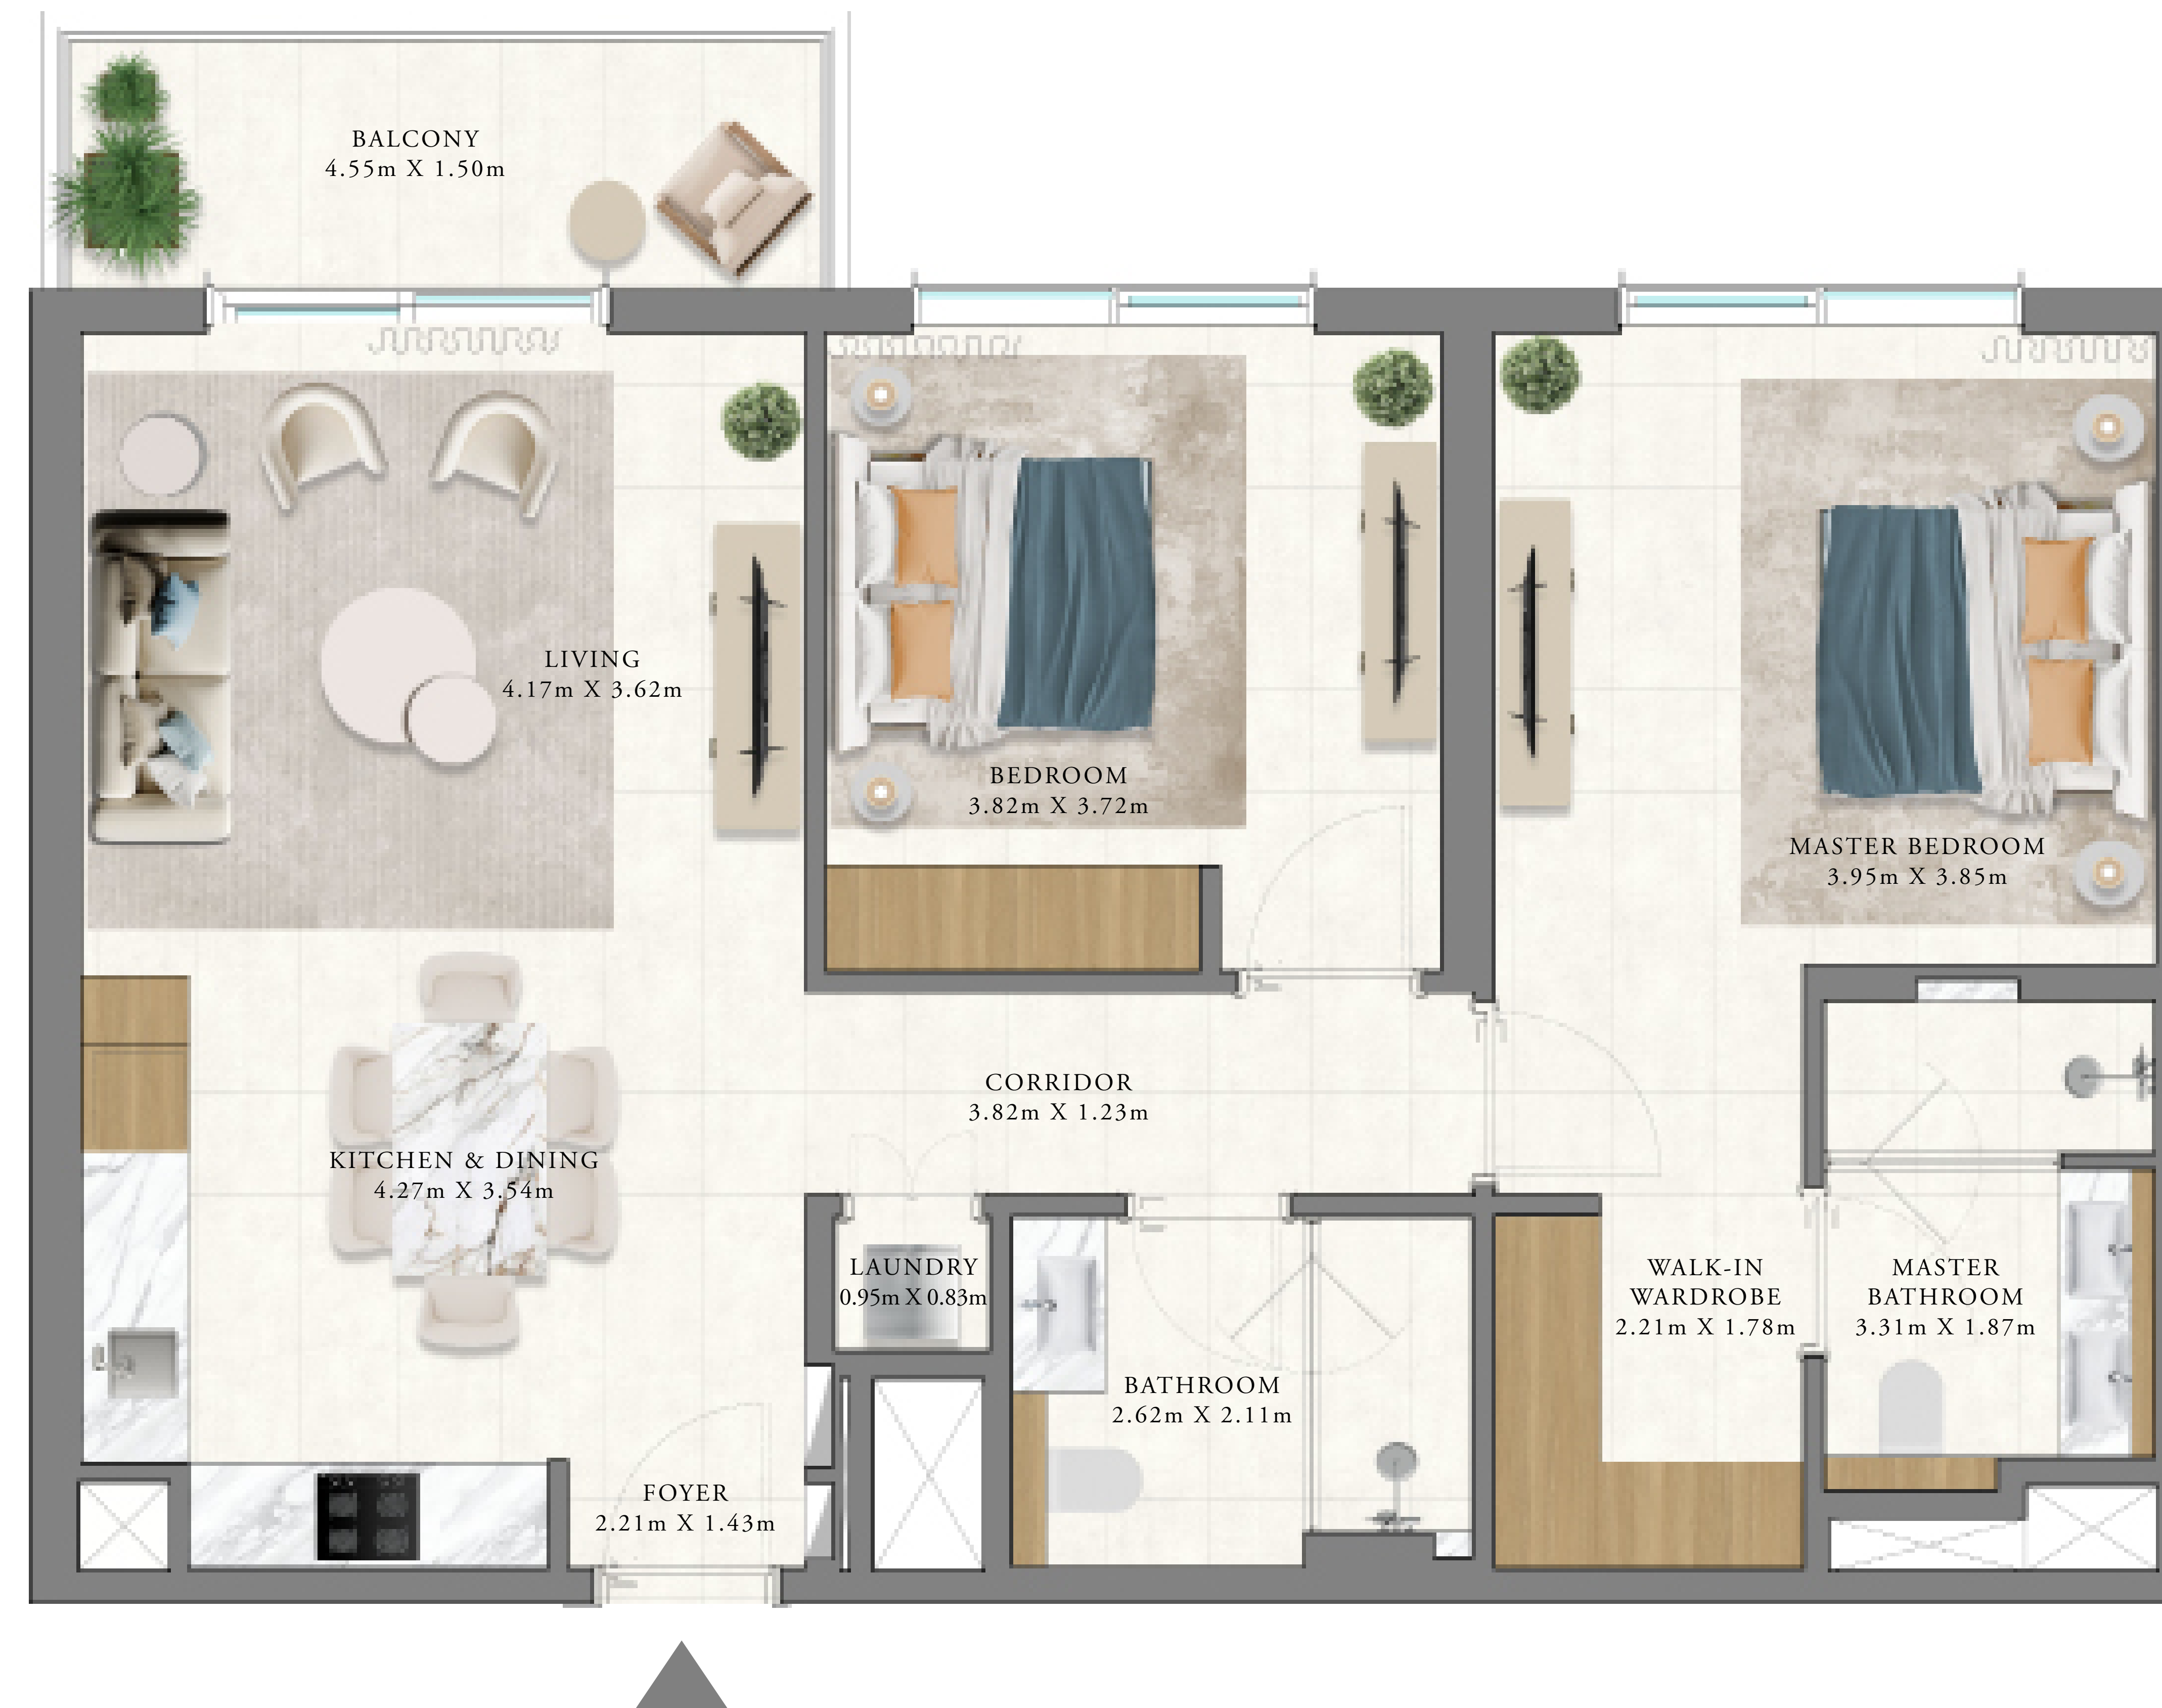 BALCONY
4.55m X 1.50m
LIVING
4.17m X 3.62m
BEDROOM
3.82m X 3.72m
MASTER BEDROOM
3.95m X 3.85m
CORRIDOR
3.82m X 1.23m
KITCHEN & DINING
4.27m X 3.54m
LAUNDRY
0.95m X 0.83m
WALK-IN
WARDROBE
2.21m X 1.78m
MASTER
BATHROOM
3.31m X 1.87m
BATHROOM
2.62m X 2.11m
FOYER
2.21m X 1.43m